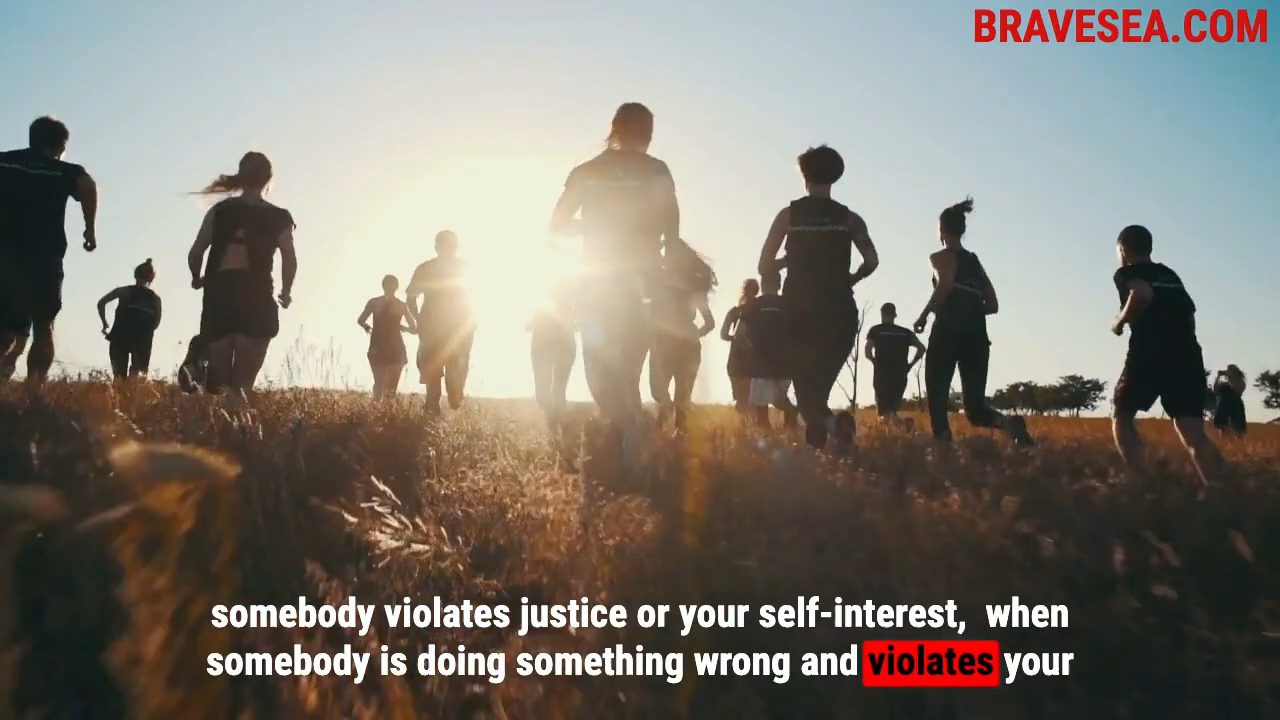 BRAVESEA.COM
somebody violates justice or your self-interest,  when
somebody is doing something wrong and violates your